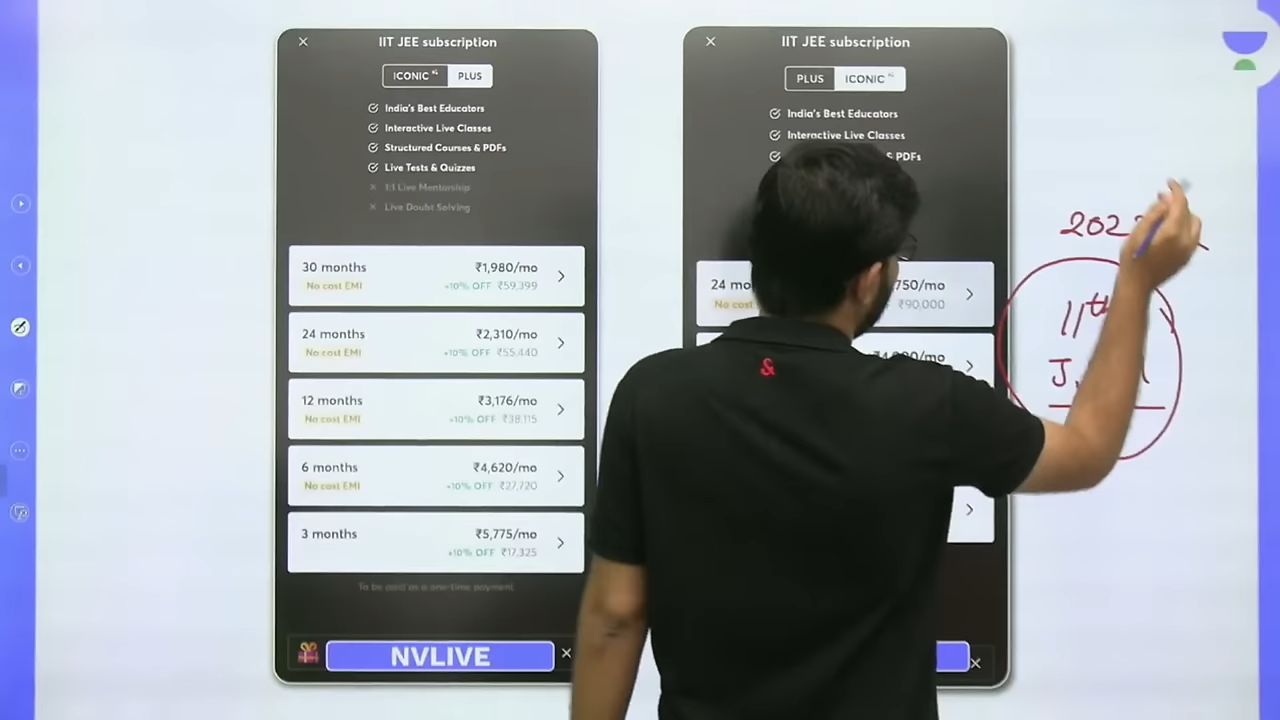 IIT JEE subscription
ICONIC PLUS
India's Best Educators
Interactive Live Classes
Structured Courses & PDFs
Live Tests & Quizzes
1:1 Live Mentorship
Live Doubt Solving
30 months ₹1,980/mo
No cost EMI +10% OFF ₹59,399
24 months ₹2,310/mo
No cost EMI +10% OFF ₹55,440
12 months ₹3,176/mo
No cost EMI +10% OFF ₹38,115
6 months ₹4,620/mo
No cost EMI +10% OFF ₹27,720
3 months ₹5,775/mo
+10% OFF ₹17,325
To be paid as a one-time payment
NVLIVE
IIT JEE subscription
PLUS ICONIC
India's Best Educators
Interactive Live Classes
& PDFs
24 750/mo
No ₹90,000
&
11th